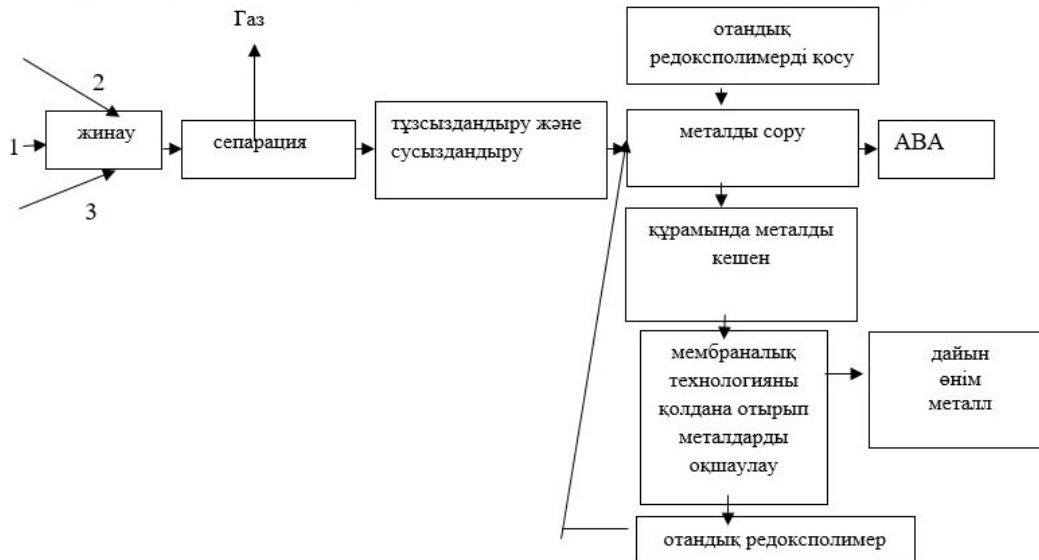 Газ
отандық
редоксполимерді қосу
2
1
жинау
3
сепарация
тұзсыздандыру және
сусыздандыру
металды сору
АВА
құрамында металды
кешен
мембраналық
технологияны
қолдана отырып
металдарды
оқшаулау
дайын
өнім
металл
отандық редоксполимер